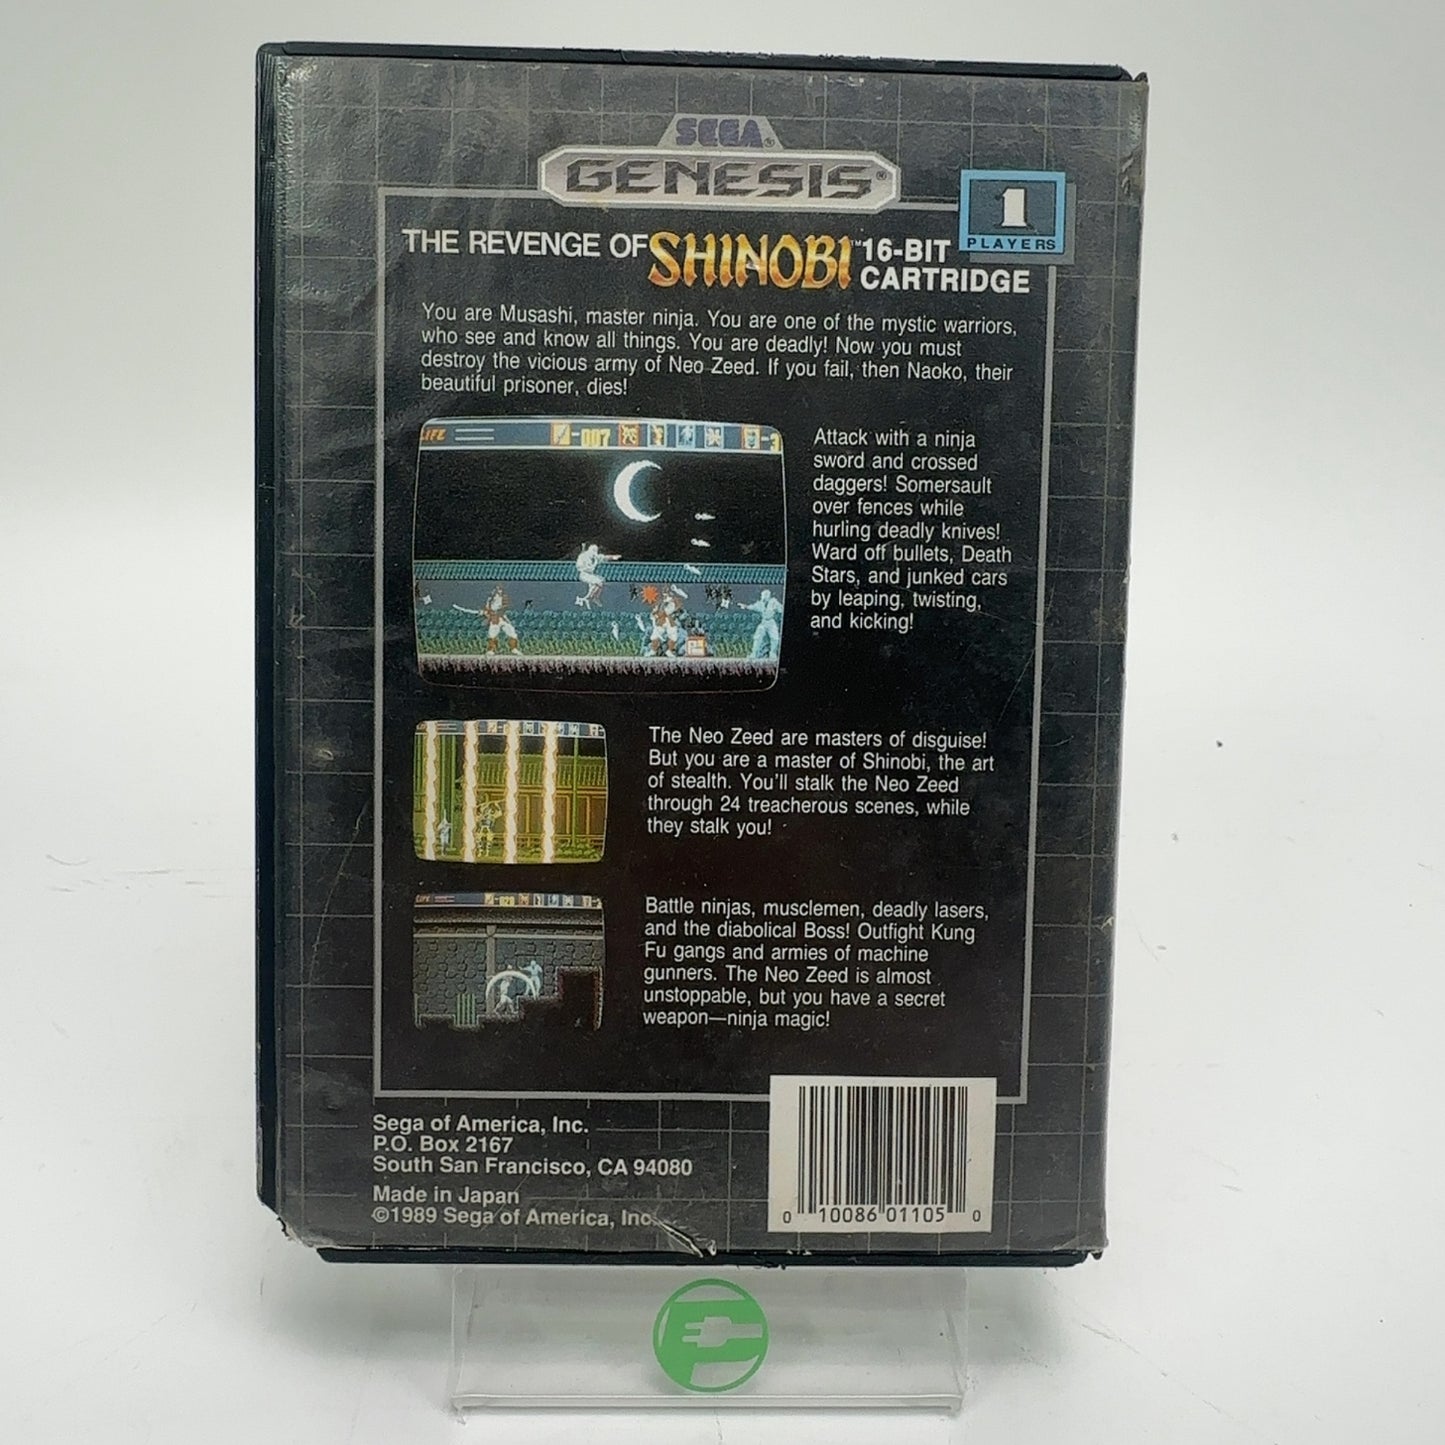 SEGA®
GENESIS®
1
PLAYERS
THE REVENGE OF SHINOBI™ 16-BIT
CARTRIDGE
You are Musashi, master ninja. You are one of the mystic warriors,
who see and know all things. You are deadly! Now you must
destroy the vicious army of Neo Zeed. If you fail, then Naoko, their
beautiful prisoner, dies!
LIFE
-007
-3
Attack with a ninja
sword and crossed
daggers! Somersault
over fences while
hurling deadly knives!
Ward off bullets, Death
Stars, and junked cars
by leaping, twisting,
and kicking!
The Neo Zeed are masters of disguise!
But you are a master of Shinobi, the art
of stealth. You'll stalk the Neo Zeed
through 24 treacherous scenes, while
they stalk you!
LIFE
Battle ninjas, musclemen, deadly lasers,
and the diabolical Boss! Outfight Kung
Fu gangs and armies of machine
gunners. The Neo Zeed is almost
unstoppable, but you have a secret
weapon—ninja magic!
Sega of America, Inc.
P.O. Box 2167
South San Francisco, CA 94080
Made in Japan
©1989 Sega of America, Inc.
0 10086 01105 0